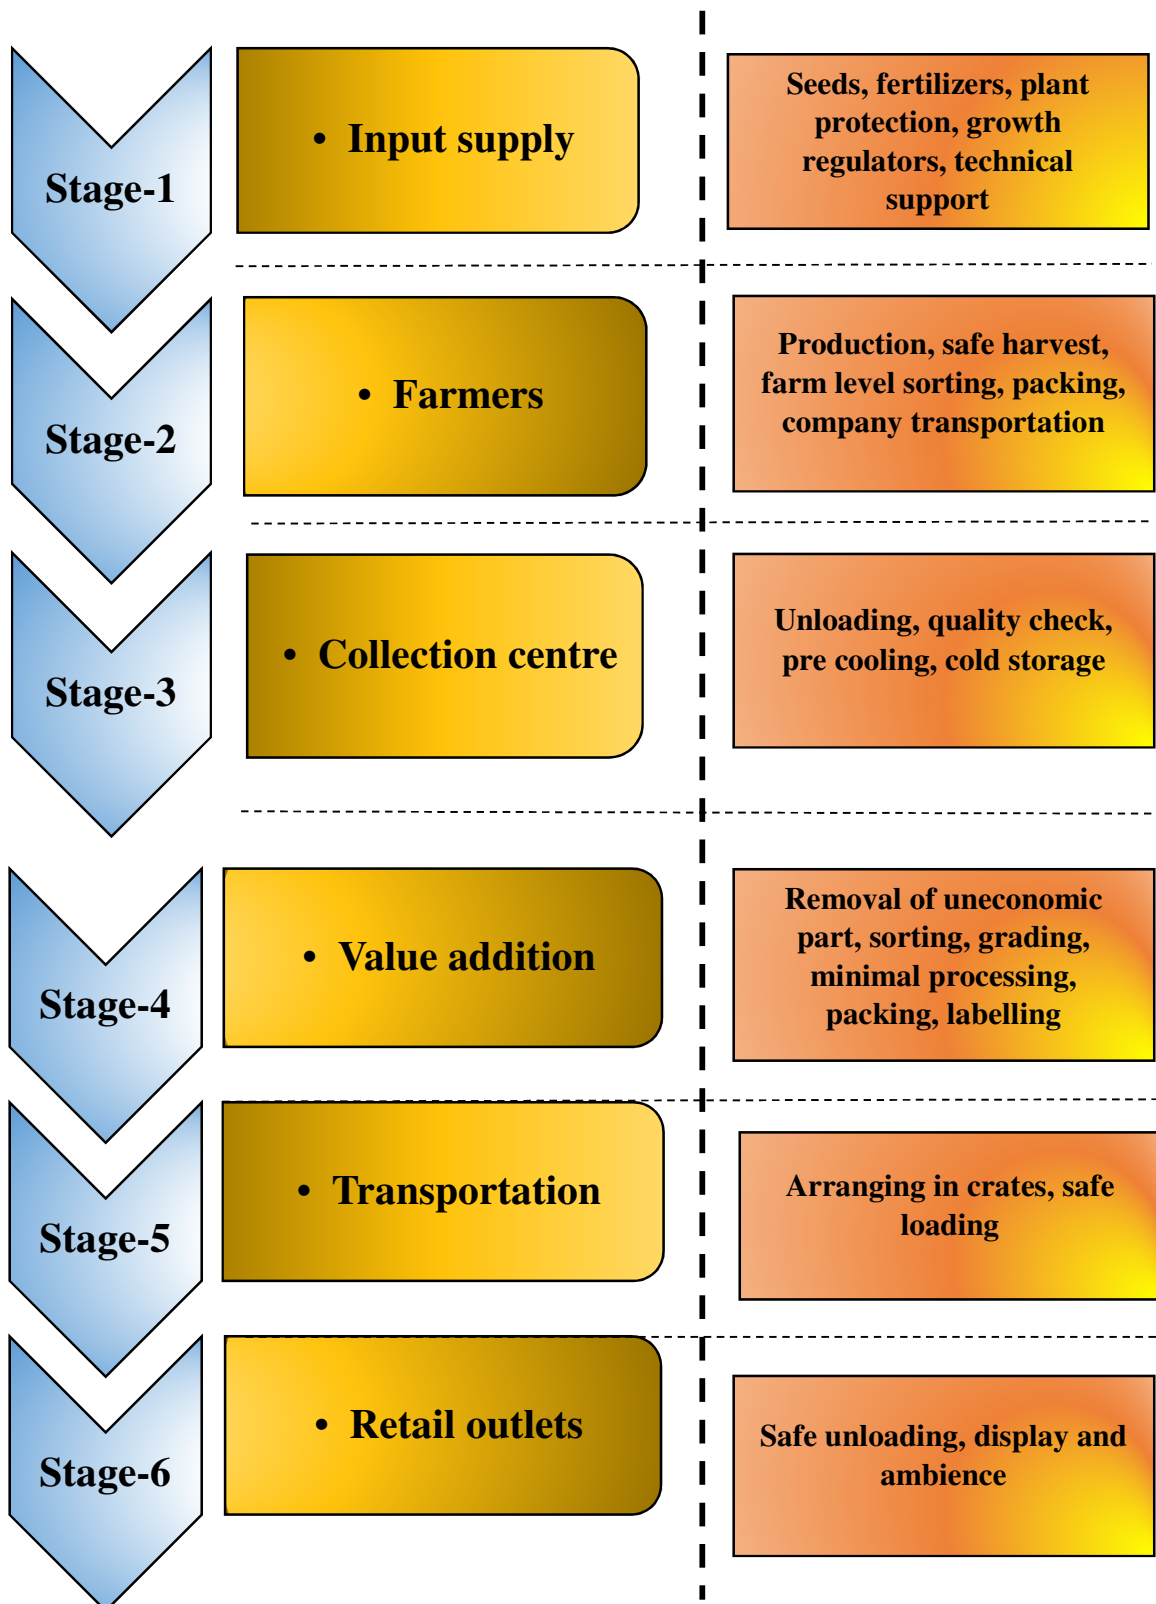 Stage-1
• Input supply
Seeds, fertilizers, plant
protection, growth
regulators, technical
support
Stage-2
• Farmers
Production, safe harvest,
farm level sorting, packing,
company transportation
Stage-3
• Collection centre
Unloading, quality check,
pre cooling, cold storage
Stage-4
• Value addition
Removal of uneconomic
part, sorting, grading,
minimal processing,
packing, labelling
Stage-5
• Transportation
Arranging in crates, safe
loading
Stage-6
• Retail outlets
Safe unloading, display and
ambience